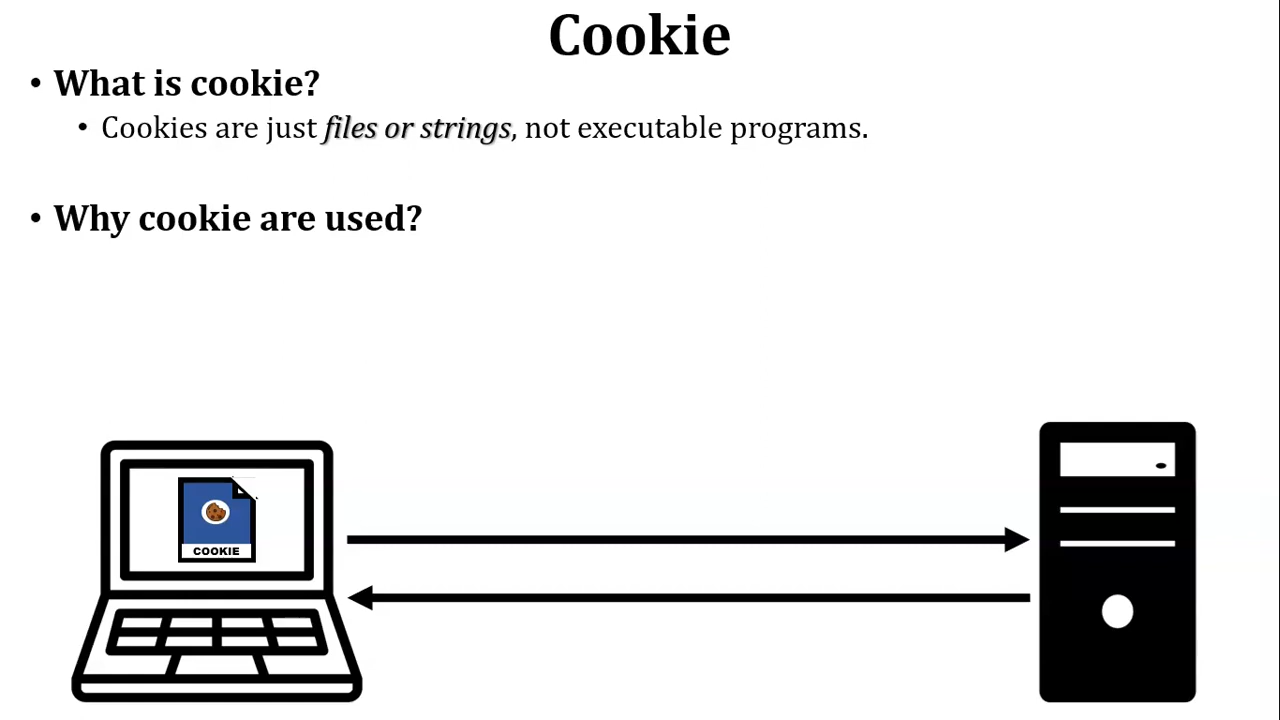 Cookie
• What is cookie?
• Cookies are just files or strings, not executable programs.
• Why cookie are used?
COOKIE